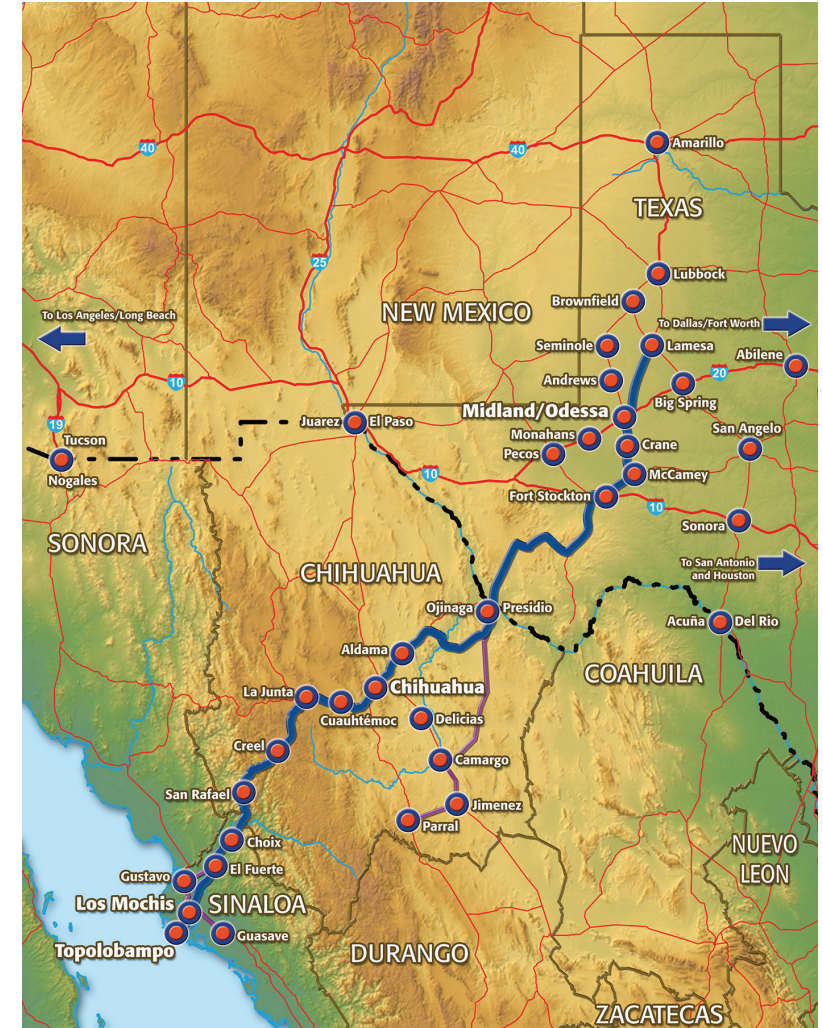 40
40
Amarillo
TEXAS
25
Lubbock
Brownfield
NEW MEXICO
To Los Angeles/Long Beach
To Dallas/Fort Worth
Seminole
Lamesa
Abilene
10
Andrews
20
Big Spring
Midland/Odessa
19
Juarez
El Paso
San Angelo
Tucson
Monahans
Crane
Pecos
10
McCamey
Nogales
Fort Stockton
10
Sonora
SONORA
To San Antonio
and Houston
CHIHUAHUA
Ojinaga
Presidio
Acuña
Del Rio
Aldama
COAHUILA
La Junta
Chihuahua
Cuauhtémoc
Delicias
Creel
Camargo
San Rafael
Jimenez
Parral
Choix
NUEVO
LEON
El Fuerte
Gustavo
Los Mochis
SINALOA
Guasave
Topolobampo
DURANGO
ZACATECAS